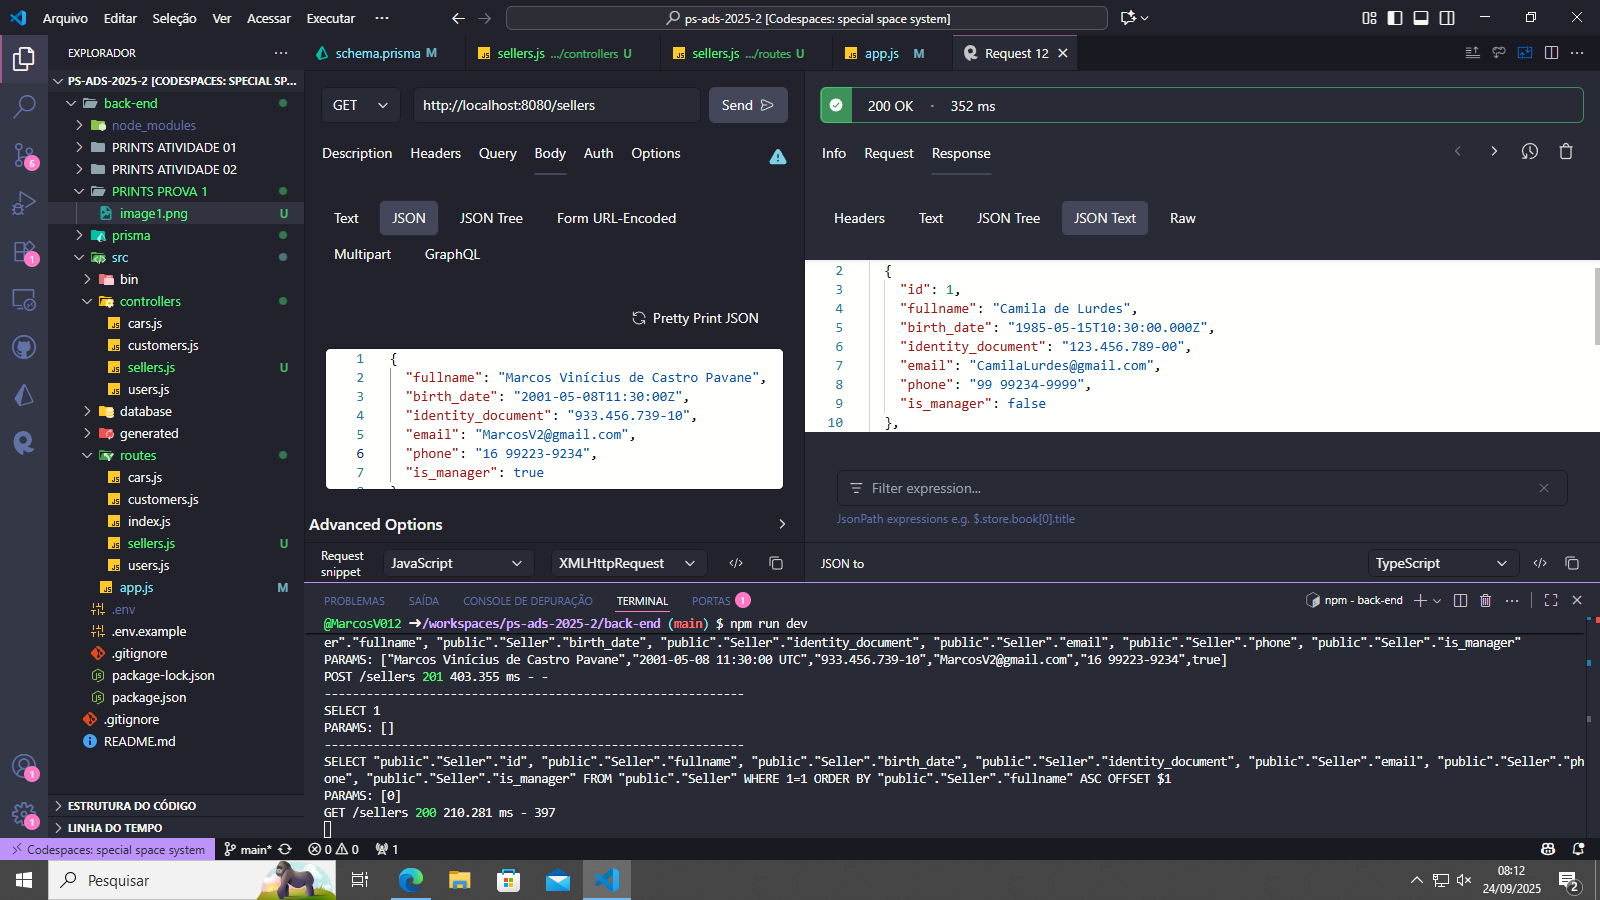 Arquivo Editar Seleção Ver Acessar Executar ···
ps-ads-2025-2 [Codespaces: special space system]
EXPLORADOR
schema.prisma M
sellers.js .../controllers U
sellers.js .../routes U
app.js M
Request 12
PS-ADS-2025-2 [CODESPACES: SPECIAL SP...
back-end
node_modules
PRINTS ATIVIDADE 01
PRINTS ATIVIDADE 02
PRINTS PROVA 1
image1.png U
prisma
src
bin
controllers
cars.js
customers.js
sellers.js U
users.js
database
generated
routes
cars.js
customers.js
index.js
sellers.js U
users.js
app.js M
.env
.env.example
.gitignore
package-lock.json
package.json
.gitignore
README.md
ESTRUTURA DO CÓDIGO
LINHA DO TEMPO
6
1
1
1
GET
http://localhost:8080/sellers
Send
Description Headers Query Body Auth Options
Text JSON JSON Tree Form URL-Encoded
Multipart GraphQL
Pretty Print JSON
1 {
2 "fullname": "Marcos Vinícius de Castro Pavane",
3 "birth_date": "2001-05-08T11:30:00Z",
4 "identity_document": "933.456.739-10",
5 "email": "MarcosV2@gmail.com",
6 "phone": "16 99223-9234",
7 "is_manager": true
Advanced Options
Request snippet
JavaScript
XMLHttpRequest
200 OK · 352 ms
Info Request Response
Headers Text JSON Tree JSON Text Raw
2 {
3 "id": 1,
4 "fullname": "Camila de Lurdes",
5 "birth_date": "1985-05-15T10:30:00.000Z",
6 "identity_document": "123.456.789-00",
7 "email": "CamilaLurdes@gmail.com",
8 "phone": "99 99234-9999",
9 "is_manager": false
10 },
Filter expression...
JsonPath expressions e.g. $.store.book[0].title
JSON to
TypeScript
PROBLEMAS SAÍDA CONSOLE DE DEPURAÇÃO TERMINAL PORTAS 1
npm - back-end
@MarcosV012 ➜/workspaces/ps-ads-2025-2/back-end (main) $ npm run dev
er"."fullname", "public"."Seller"."birth_date", "public"."Seller"."identity_document", "public"."Seller"."email", "public"."Seller"."phone", "public"."Seller"."is_manager"
PARAMS: ["Marcos Vinícius de Castro Pavane","2001-05-08 11:30:00 UTC","933.456.739-10","MarcosV2@gmail.com","16 99223-9234",true]
POST /sellers 201 403.355 ms - -
------------------------------------------------------------
SELECT 1
PARAMS: []
------------------------------------------------------------
SELECT "public"."Seller"."id", "public"."Seller"."fullname", "public"."Seller"."birth_date", "public"."Seller"."identity_document", "public"."Seller"."email", "public"."Seller"."ph
one", "public"."Seller"."is_manager" FROM "public"."Seller" WHERE 1=1 ORDER BY "public"."Seller"."fullname" ASC OFFSET $1
PARAMS: [0]
GET /sellers 200 210.281 ms - 397
Codespaces: special space system
main*
0 0
1
Pesquisar
08:12
24/09/2025
2